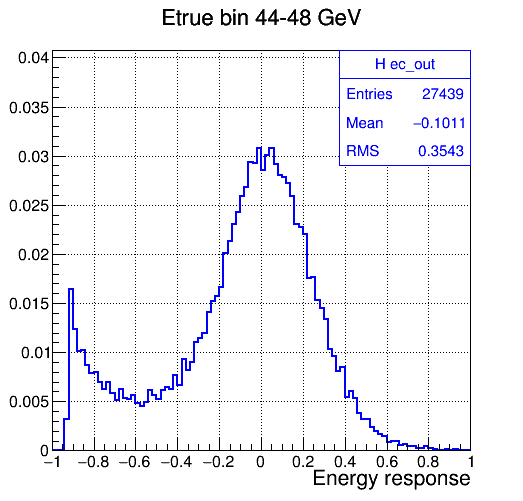 Etrue bin 44-48 GeV
H ec_out
Entries 27439
Mean −0.1011
RMS 0.3543
0.04
0.035
0.03
0.025
0.02
0.015
0.01
0.005
0
−1 −0.8 −0.6 −0.4 −0.2 0 0.2 0.4 0.6 0.8 1
Energy response